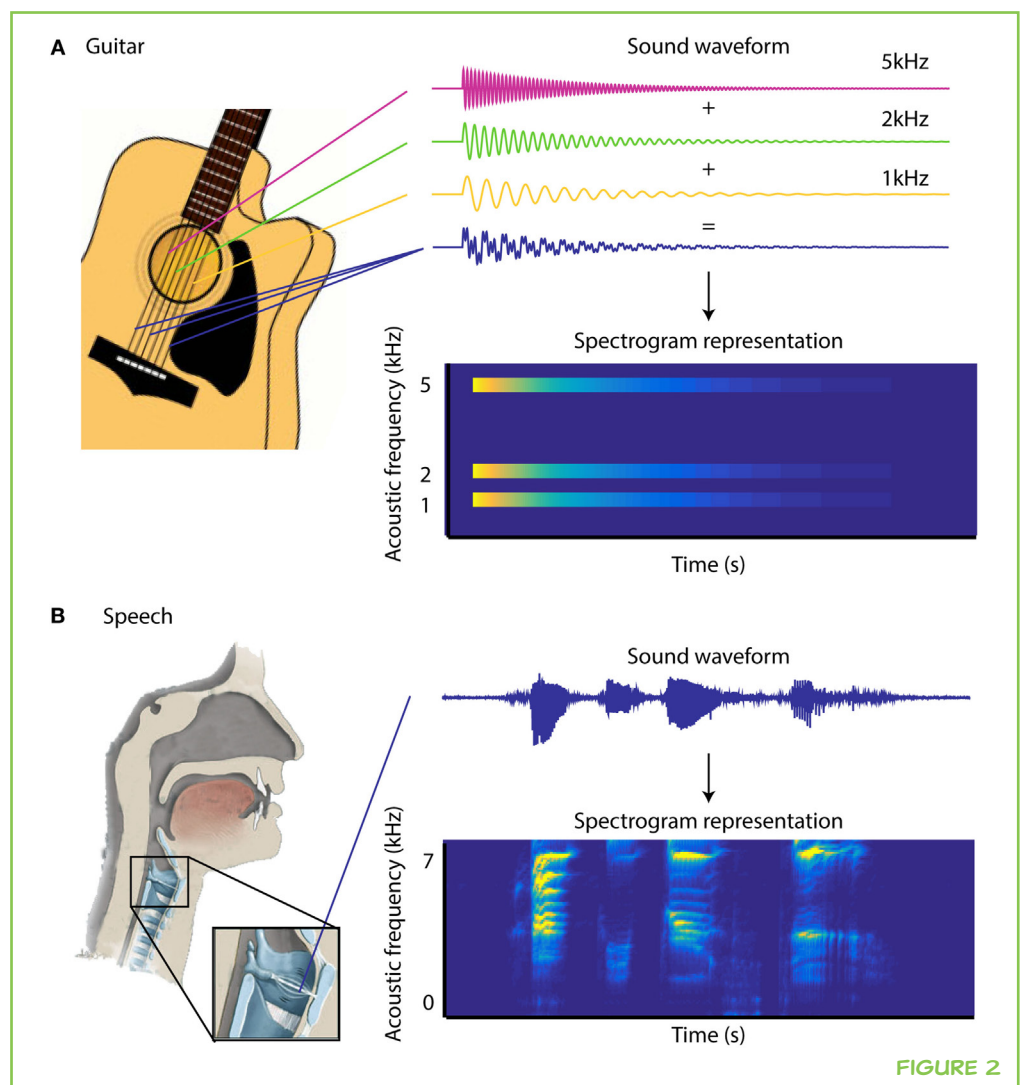 A Guitar
Sound waveform
5kHz
+
2kHz
+
1kHz
=
Spectrogram representation
Acoustic frequency (kHz)
5
2
1
Time (s)
B Speech
Sound waveform
Spectrogram representation
Acoustic frequency (kHz)
7
0
Time (s)
FIGURE 2